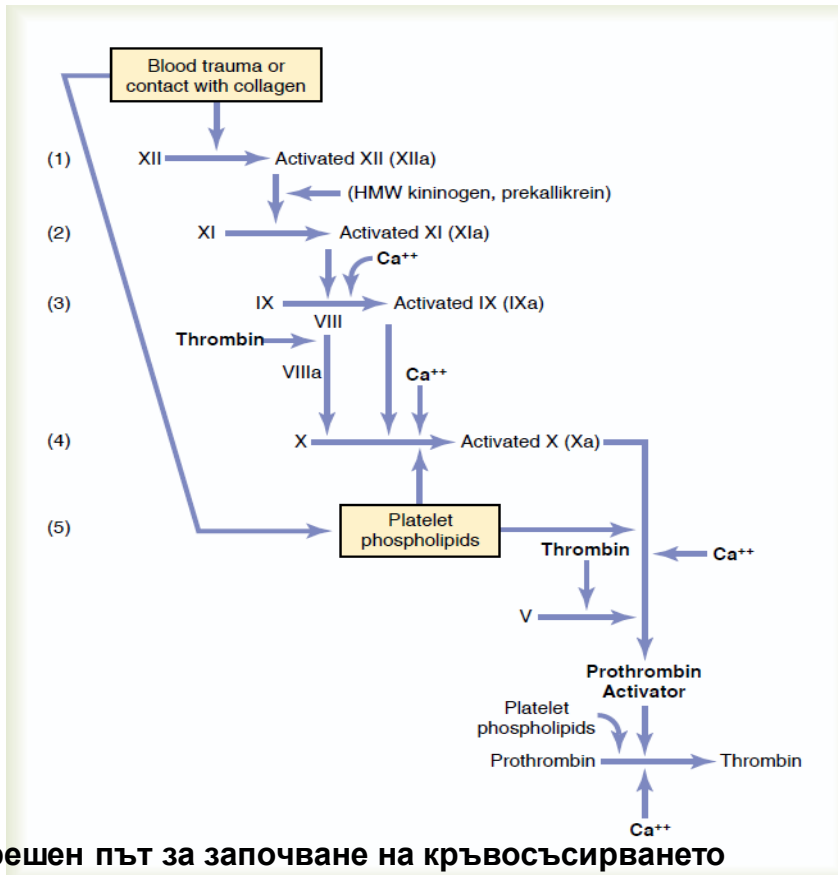 Blood trauma or
contact with collagen
(1) XII Activated XII (XIIa)
(HMW kininogen, prekallikrein)
(2) XI Activated XI (XIa)
Ca++
(3) IX Activated IX (IXa)
VIII
Thrombin
VIIIa Ca++
(4) X Activated X (Xa)
(5) Platelet
phospholipids
Thrombin Ca++
V
Prothrombin
Activator
Platelet
phospholipids
Prothrombin Thrombin
Ca++
път за започване на кръвосъсирването